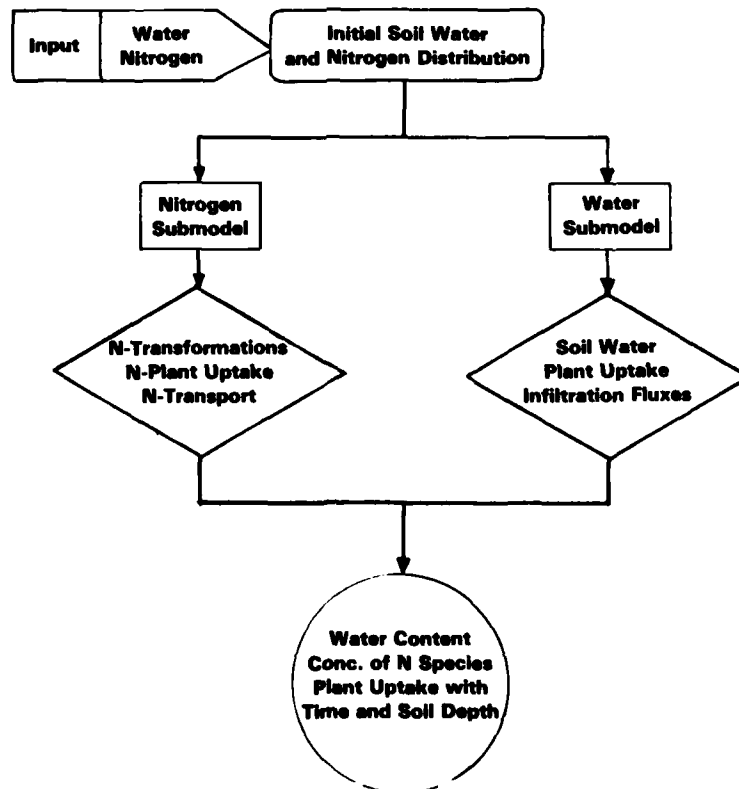 Input
Water
Nitrogen
Initial Soil Water
and Nitrogen Distribution
Nitrogen
Submodel
Water
Submodel
N-Transformations
N-Plant Uptake
N-Transport
Soil Water
Plant Uptake
Infiltration Fluxes
Water Content
Conc. of N Species
Plant Uptake with
Time and Soil Depth